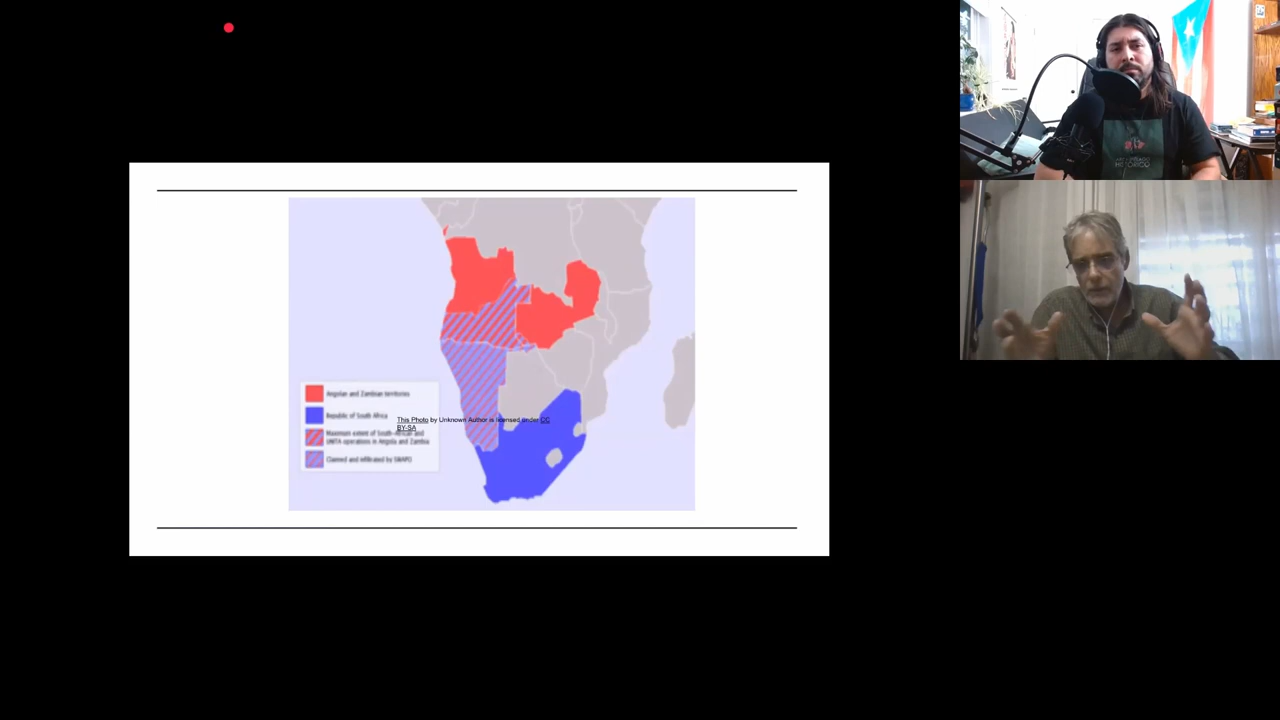 Angolan and Zambian territories
Republic of South Africa
Maximum extent of South-African and
UNITA operations in Angola and Zambia
Claimed and infiltrated by SWAPO
This Photo by Unknown Author is licensed under CC
BY-SA
HISTÓRICO